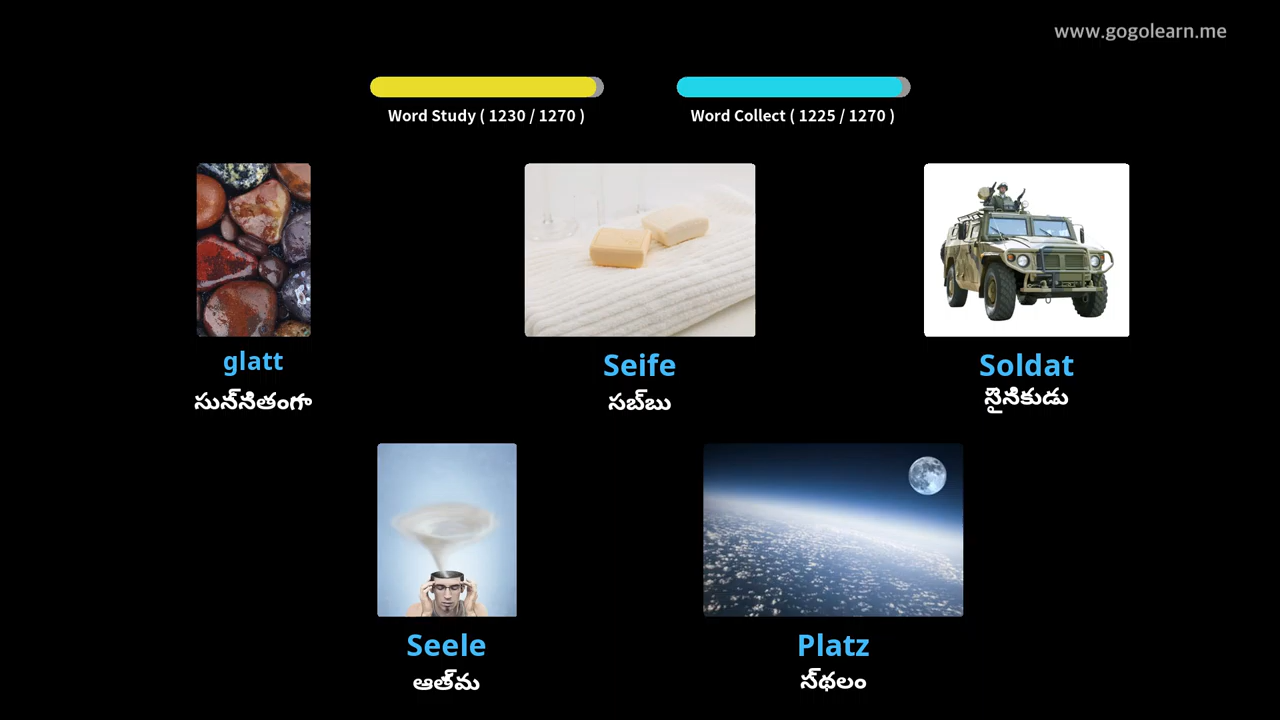 www.gogolearn.me
Word Study ( 1230 / 1270 )
Word Collect ( 1225 / 1270 )
glatt
సున్నితంగా
Seife
సబ్బు
Soldat
సైనికుడు
Seele
ఆత్మ
Platz
స్థలం